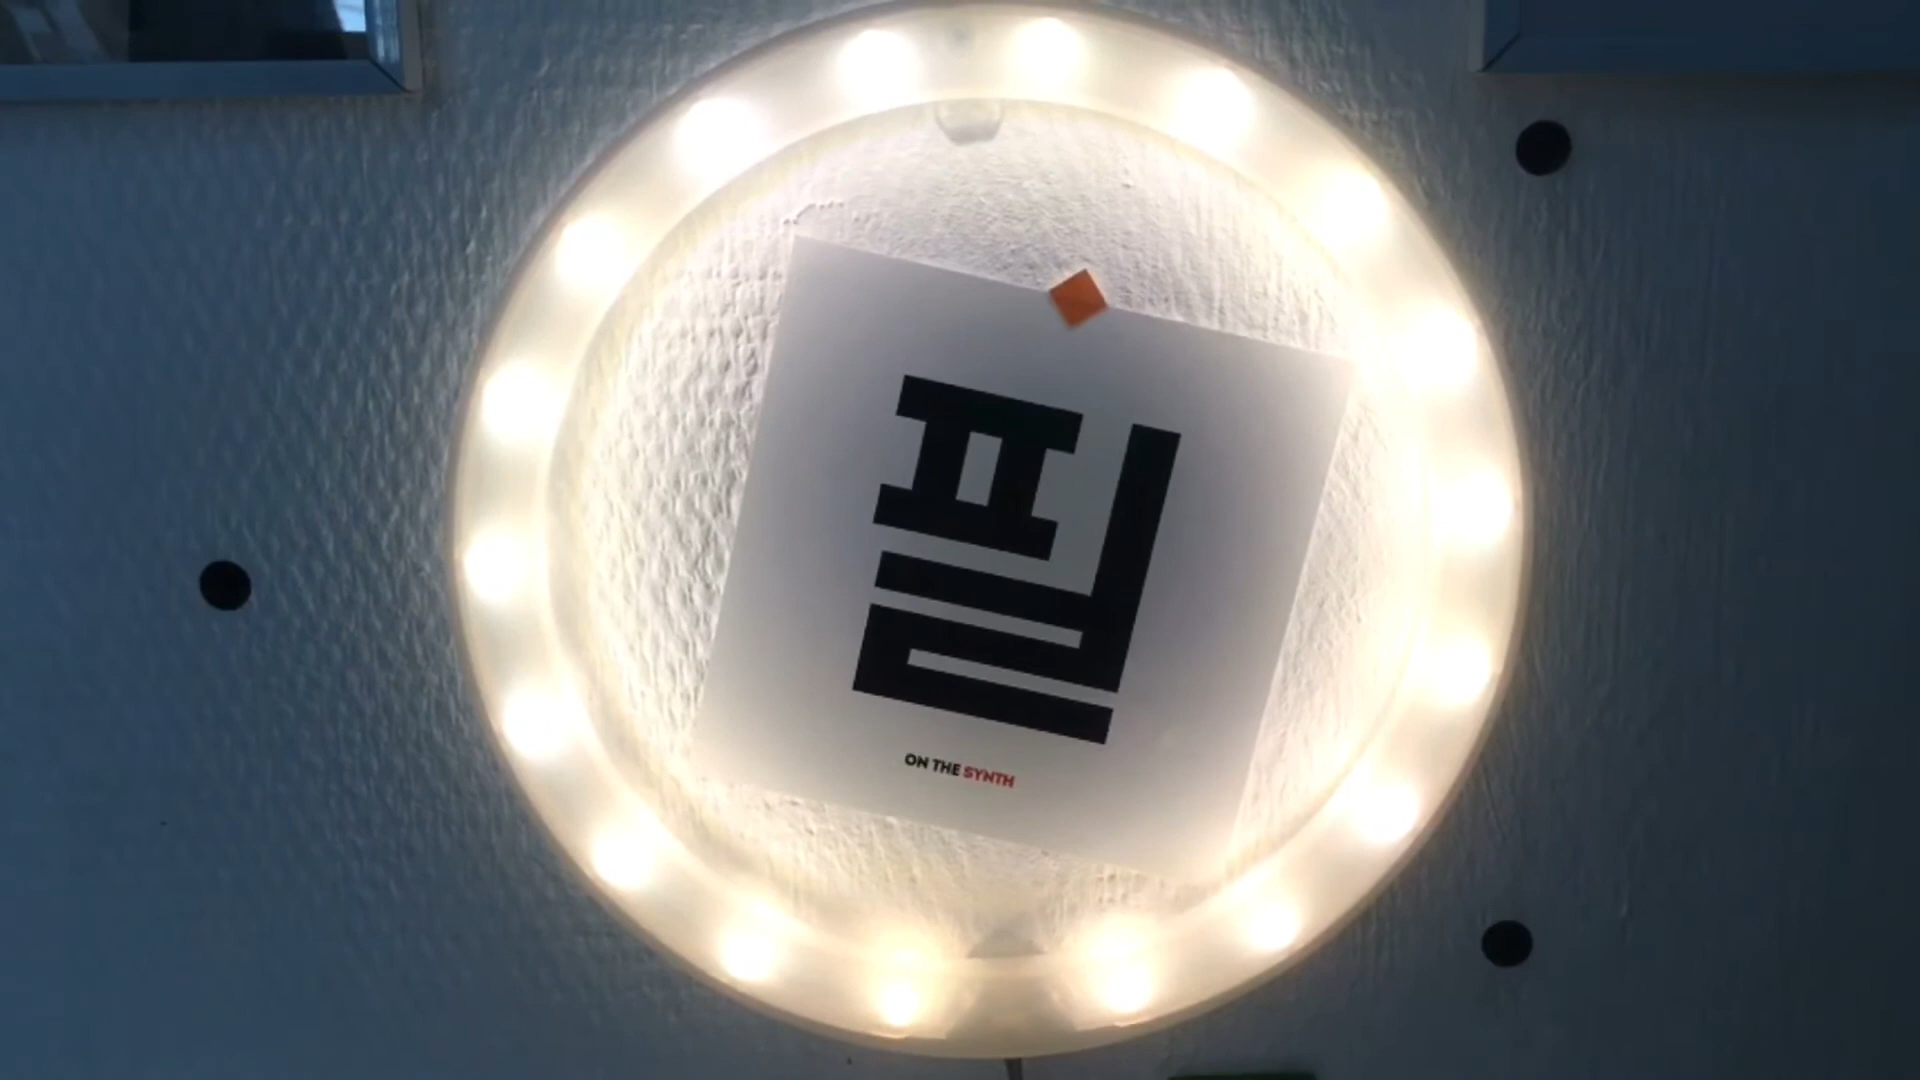 필
ON THE SYNTH